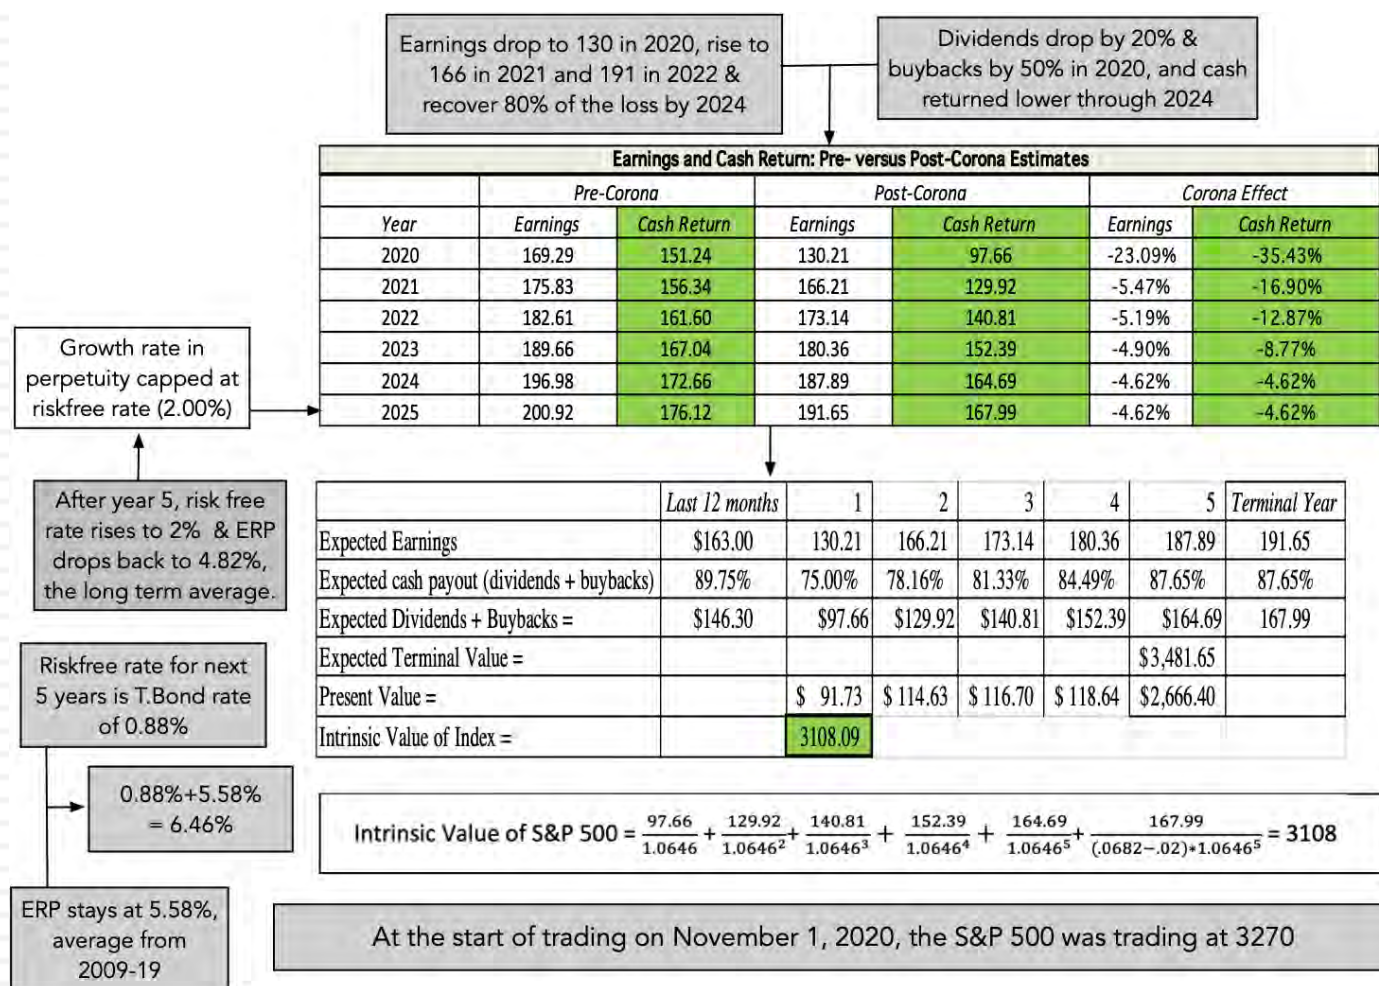 Earnings drop to 130 in 2020, rise to
166 in 2021 and 191 in 2022 &
recover 80% of the loss by 2024
Dividends drop by 20% &
buybacks by 50% in 2020, and cash
returned lower through 2024
Earnings and Cash Return: Pre- versus Post-Corona Estimates
Pre-Corona Post-Corona Corona Effect
Year Earnings Cash Return Earnings Cash Return Earnings Cash Return
2020 169.29 151.24 130.21 97.66 -23.09% -35.43%
2021 175.83 156.34 166.21 129.92 -5.47% -16.90%
2022 182.61 161.60 173.14 140.81 -5.19% -12.87%
2023 189.66 167.04 180.36 152.39 -4.90% -8.77%
2024 196.98 172.66 187.89 164.69 -4.62% -4.62%
2025 200.92 176.12 191.65 167.99 -4.62% -4.62%
Growth rate in
perpetuity capped at
riskfree rate (2.00%)
After year 5, risk free
rate rises to 2% & ERP
drops back to 4.82%,
the long term average.
Last 12 months 1 2 3 4 5 Terminal Year
Expected Earnings $163.00 130.21 166.21 173.14 180.36 187.89 191.65
Expected cash payout (dividends + buybacks) 89.75% 75.00% 78.16% 81.33% 84.49% 87.65% 87.65%
Expected Dividends + Buybacks = $146.30 $97.66 $129.92 $140.81 $152.39 $164.69 167.99
Expected Terminal Value = $3,481.65
Present Value = $ 91.73 $ 114.63 $ 116.70 $ 118.64 $2,666.40
Intrinsic Value of Index = 3108.09
Riskfree rate for next
5 years is T.Bond rate
of 0.88%
0.88%+5.58%
= 6.46%
ERP stays at 5.58%,
average from
2009-19
Intrinsic Value of S&P 500 = 97.66/1.0646 + 129.92/1.0646² + 140.81/1.0646³ + 152.39/1.0646⁴ + 164.69/1.0646⁵ + 167.99/(.0682−.02)*1.0646⁵ = 3108
At the start of trading on November 1, 2020, the S&P 500 was trading at 3270